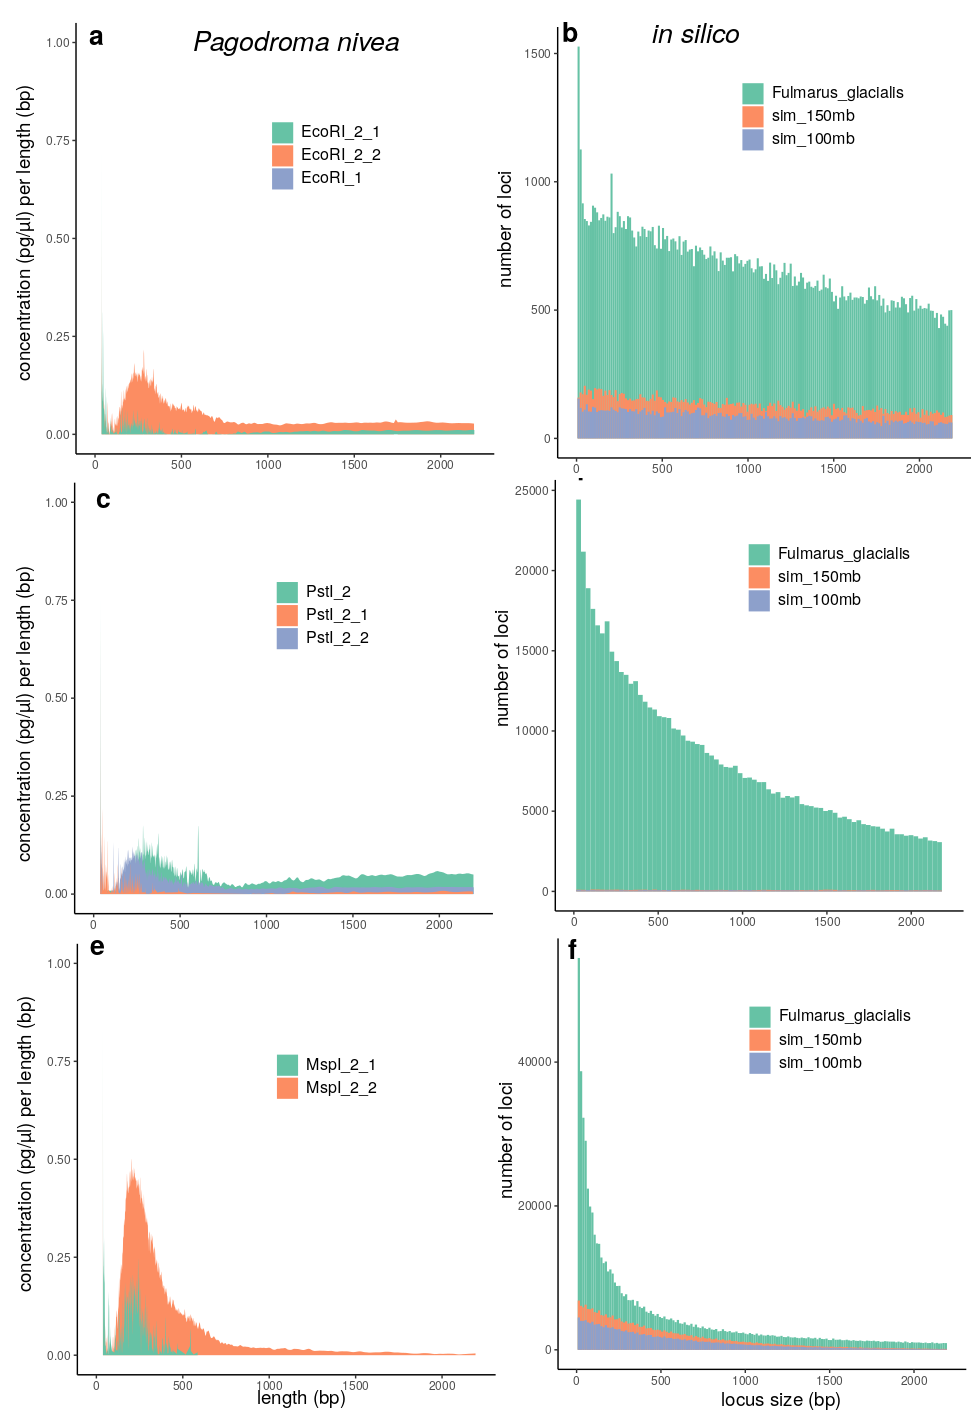 a
Pagodroma nivea
1.00
0.75
0.50
0.25
0.00
concentration (pg/µl) per length (bp)
EcoRI_2_1
EcoRI_2_2
EcoRI_1
0
500
1000
1500
2000
b
in silico
1500
1000
500
0
number of loci
Fulmarus_glacialis
sim_150mb
sim_100mb
0
500
1000
1500
2000
c
1.00
0.75
0.50
0.25
0.00
concentration (pg/µl) per length (bp)
PstI_2
PstI_2_1
PstI_2_2
0
500
1000
1500
2000
25000
20000
15000
10000
5000
0
number of loci
Fulmarus_glacialis
sim_150mb
sim_100mb
0
500
1000
1500
2000
e
1.00
0.75
0.50
0.25
0.00
concentration (pg/µl) per length (bp)
MspI_2_1
MspI_2_2
0
500
1000
1500
2000
length (bp)
f
40000
20000
0
number of loci
Fulmarus_glacialis
sim_150mb
sim_100mb
0
500
1000
1500
2000
locus size (bp)